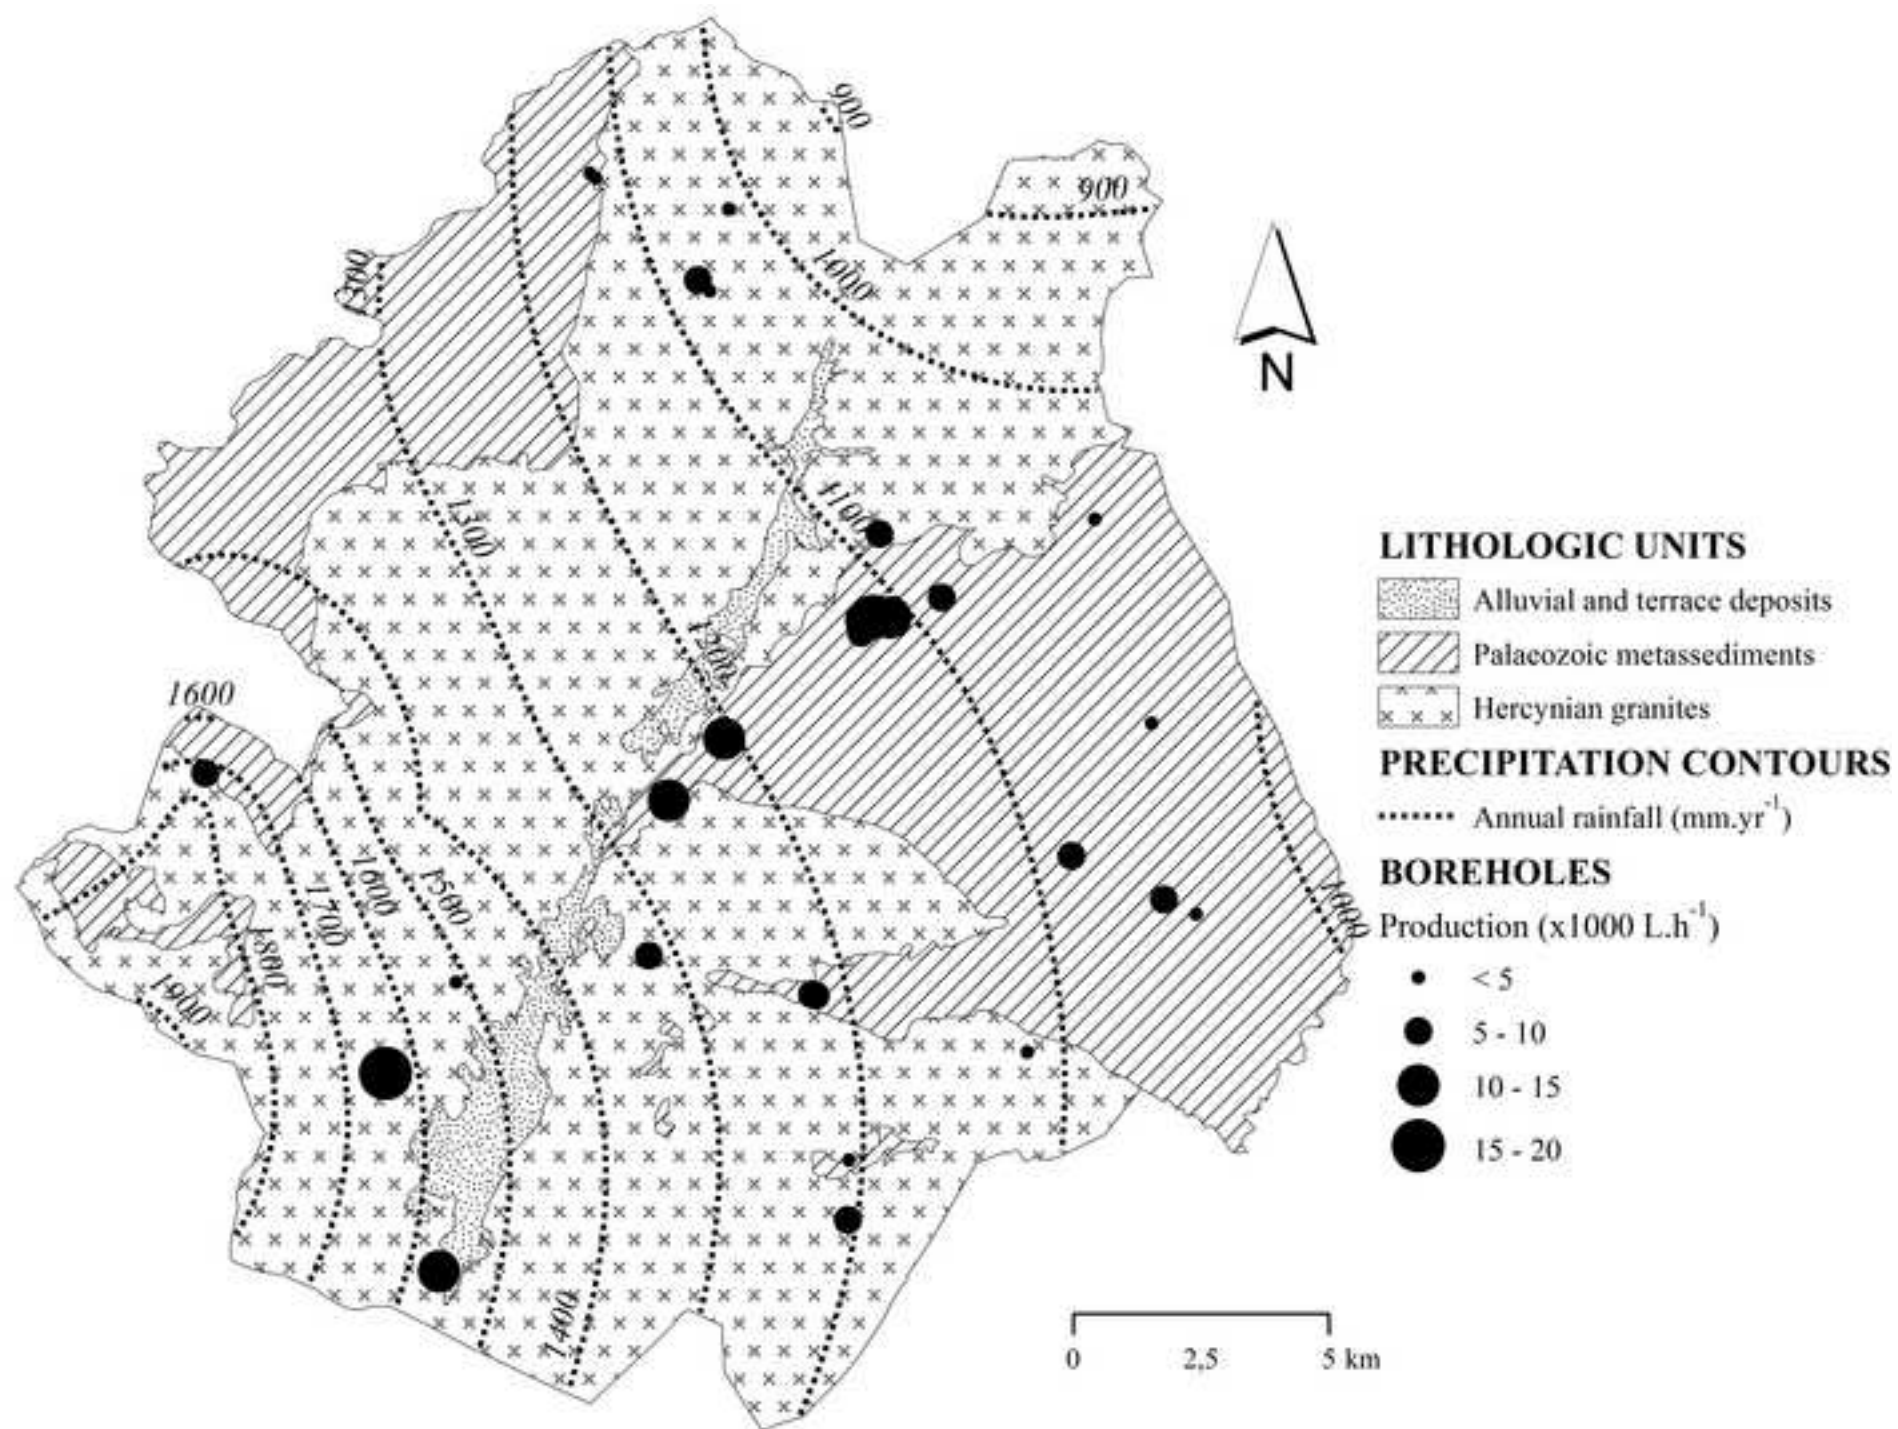 900
900
1300
1000
N
1300
1100
1200
1600
1500
1600
1700
1800
1900
1000
1400
LITHOLOGIC UNITS
Alluvial and terrace deposits
Palaeozoic metassediments
Hercynian granites
PRECIPITATION CONTOURS
Annual rainfall (mm.yr⁻¹)
BOREHOLES
Production (x1000 L.h⁻¹)
< 5
5 - 10
10 - 15
15 - 20
0 2,5 5 km